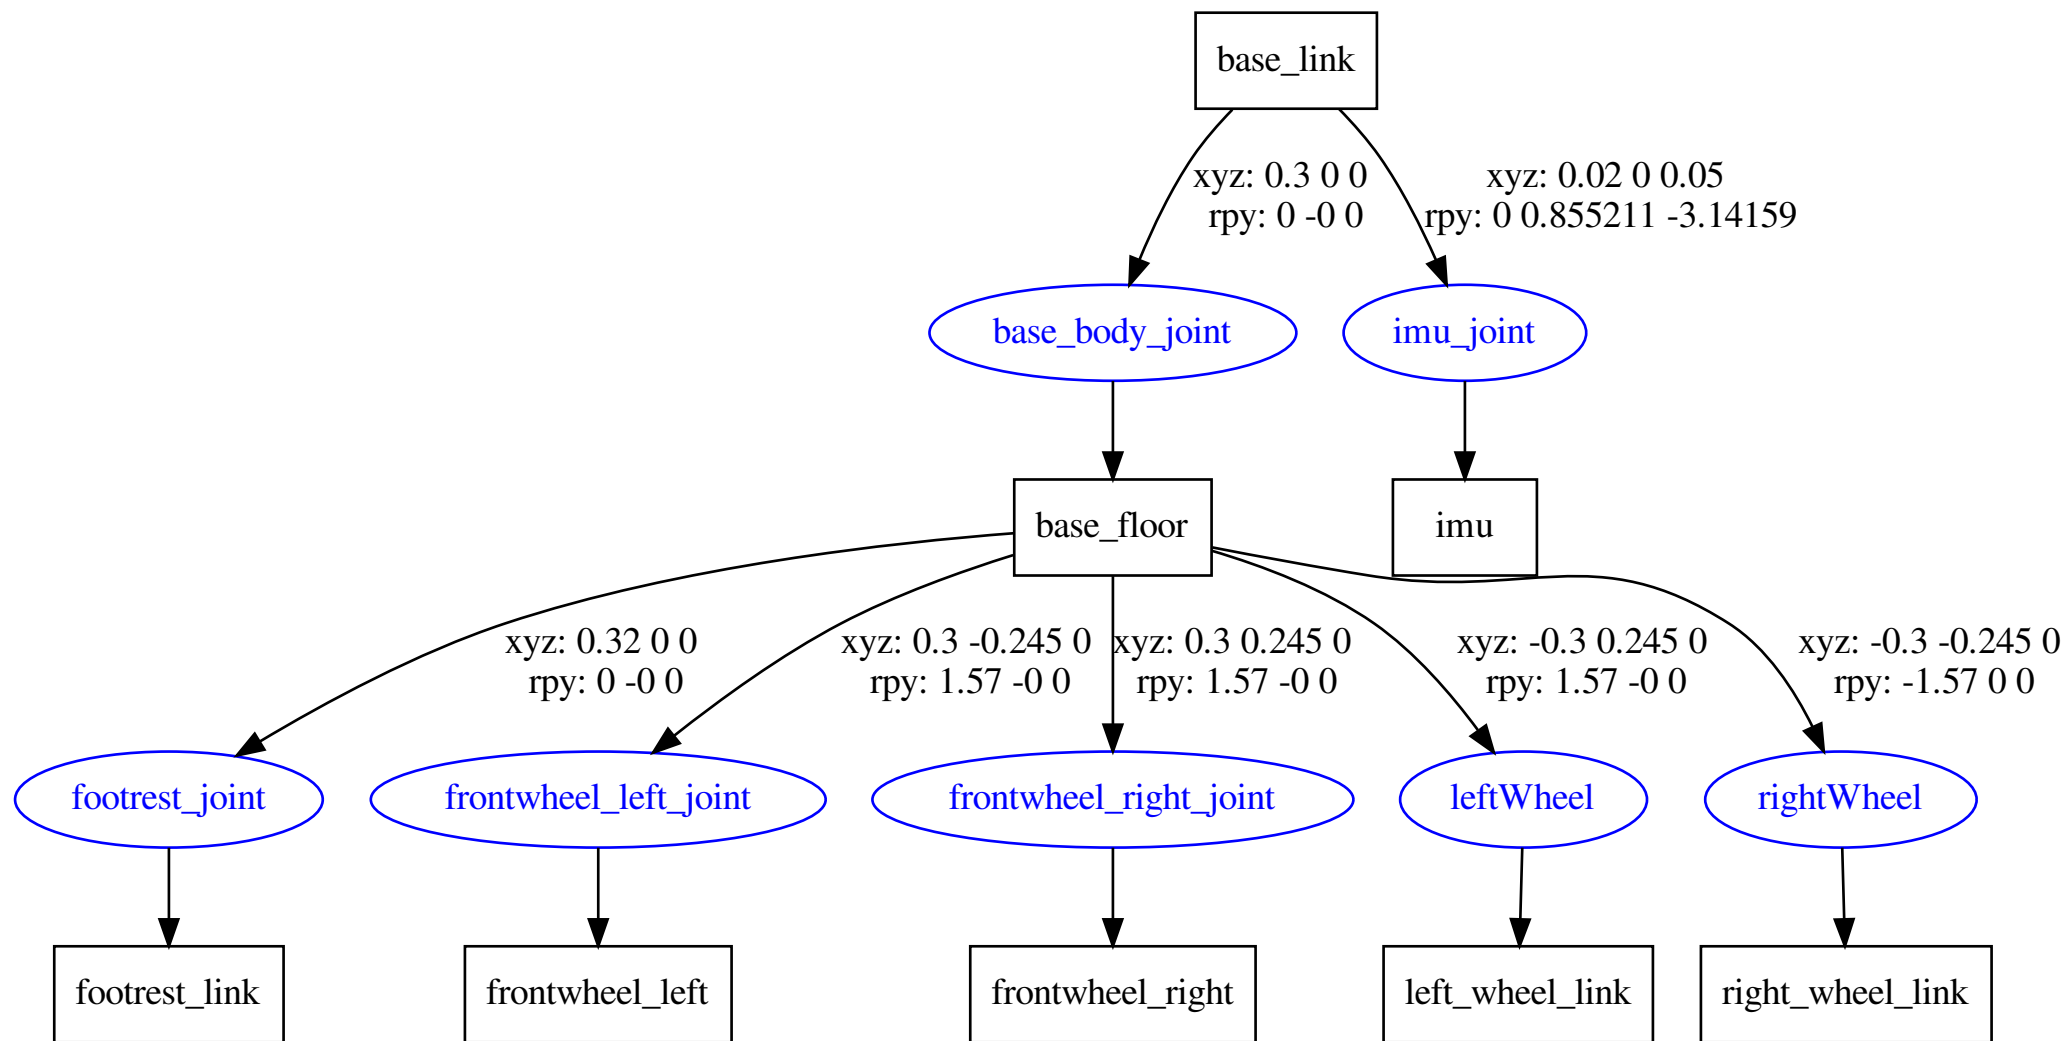 base_link
xyz: 0.3 0 0
rpy: 0 -0 0
xyz: 0.02 0 0.05
rpy: 0 0.855211 -3.14159
base_body_joint
imu_joint
base_floor
imu
xyz: 0.32 0 0
rpy: 0 -0 0
xyz: 0.3 -0.245 0
rpy: 1.57 -0 0
xyz: 0.3 0.245 0
rpy: 1.57 -0 0
xyz: -0.3 0.245 0
rpy: 1.57 -0 0
xyz: -0.3 -0.245 0
rpy: -1.57 0 0
footrest_joint
frontwheel_left_joint
frontwheel_right_joint
leftWheel
rightWheel
footrest_link
frontwheel_left
frontwheel_right
left_wheel_link
right_wheel_link